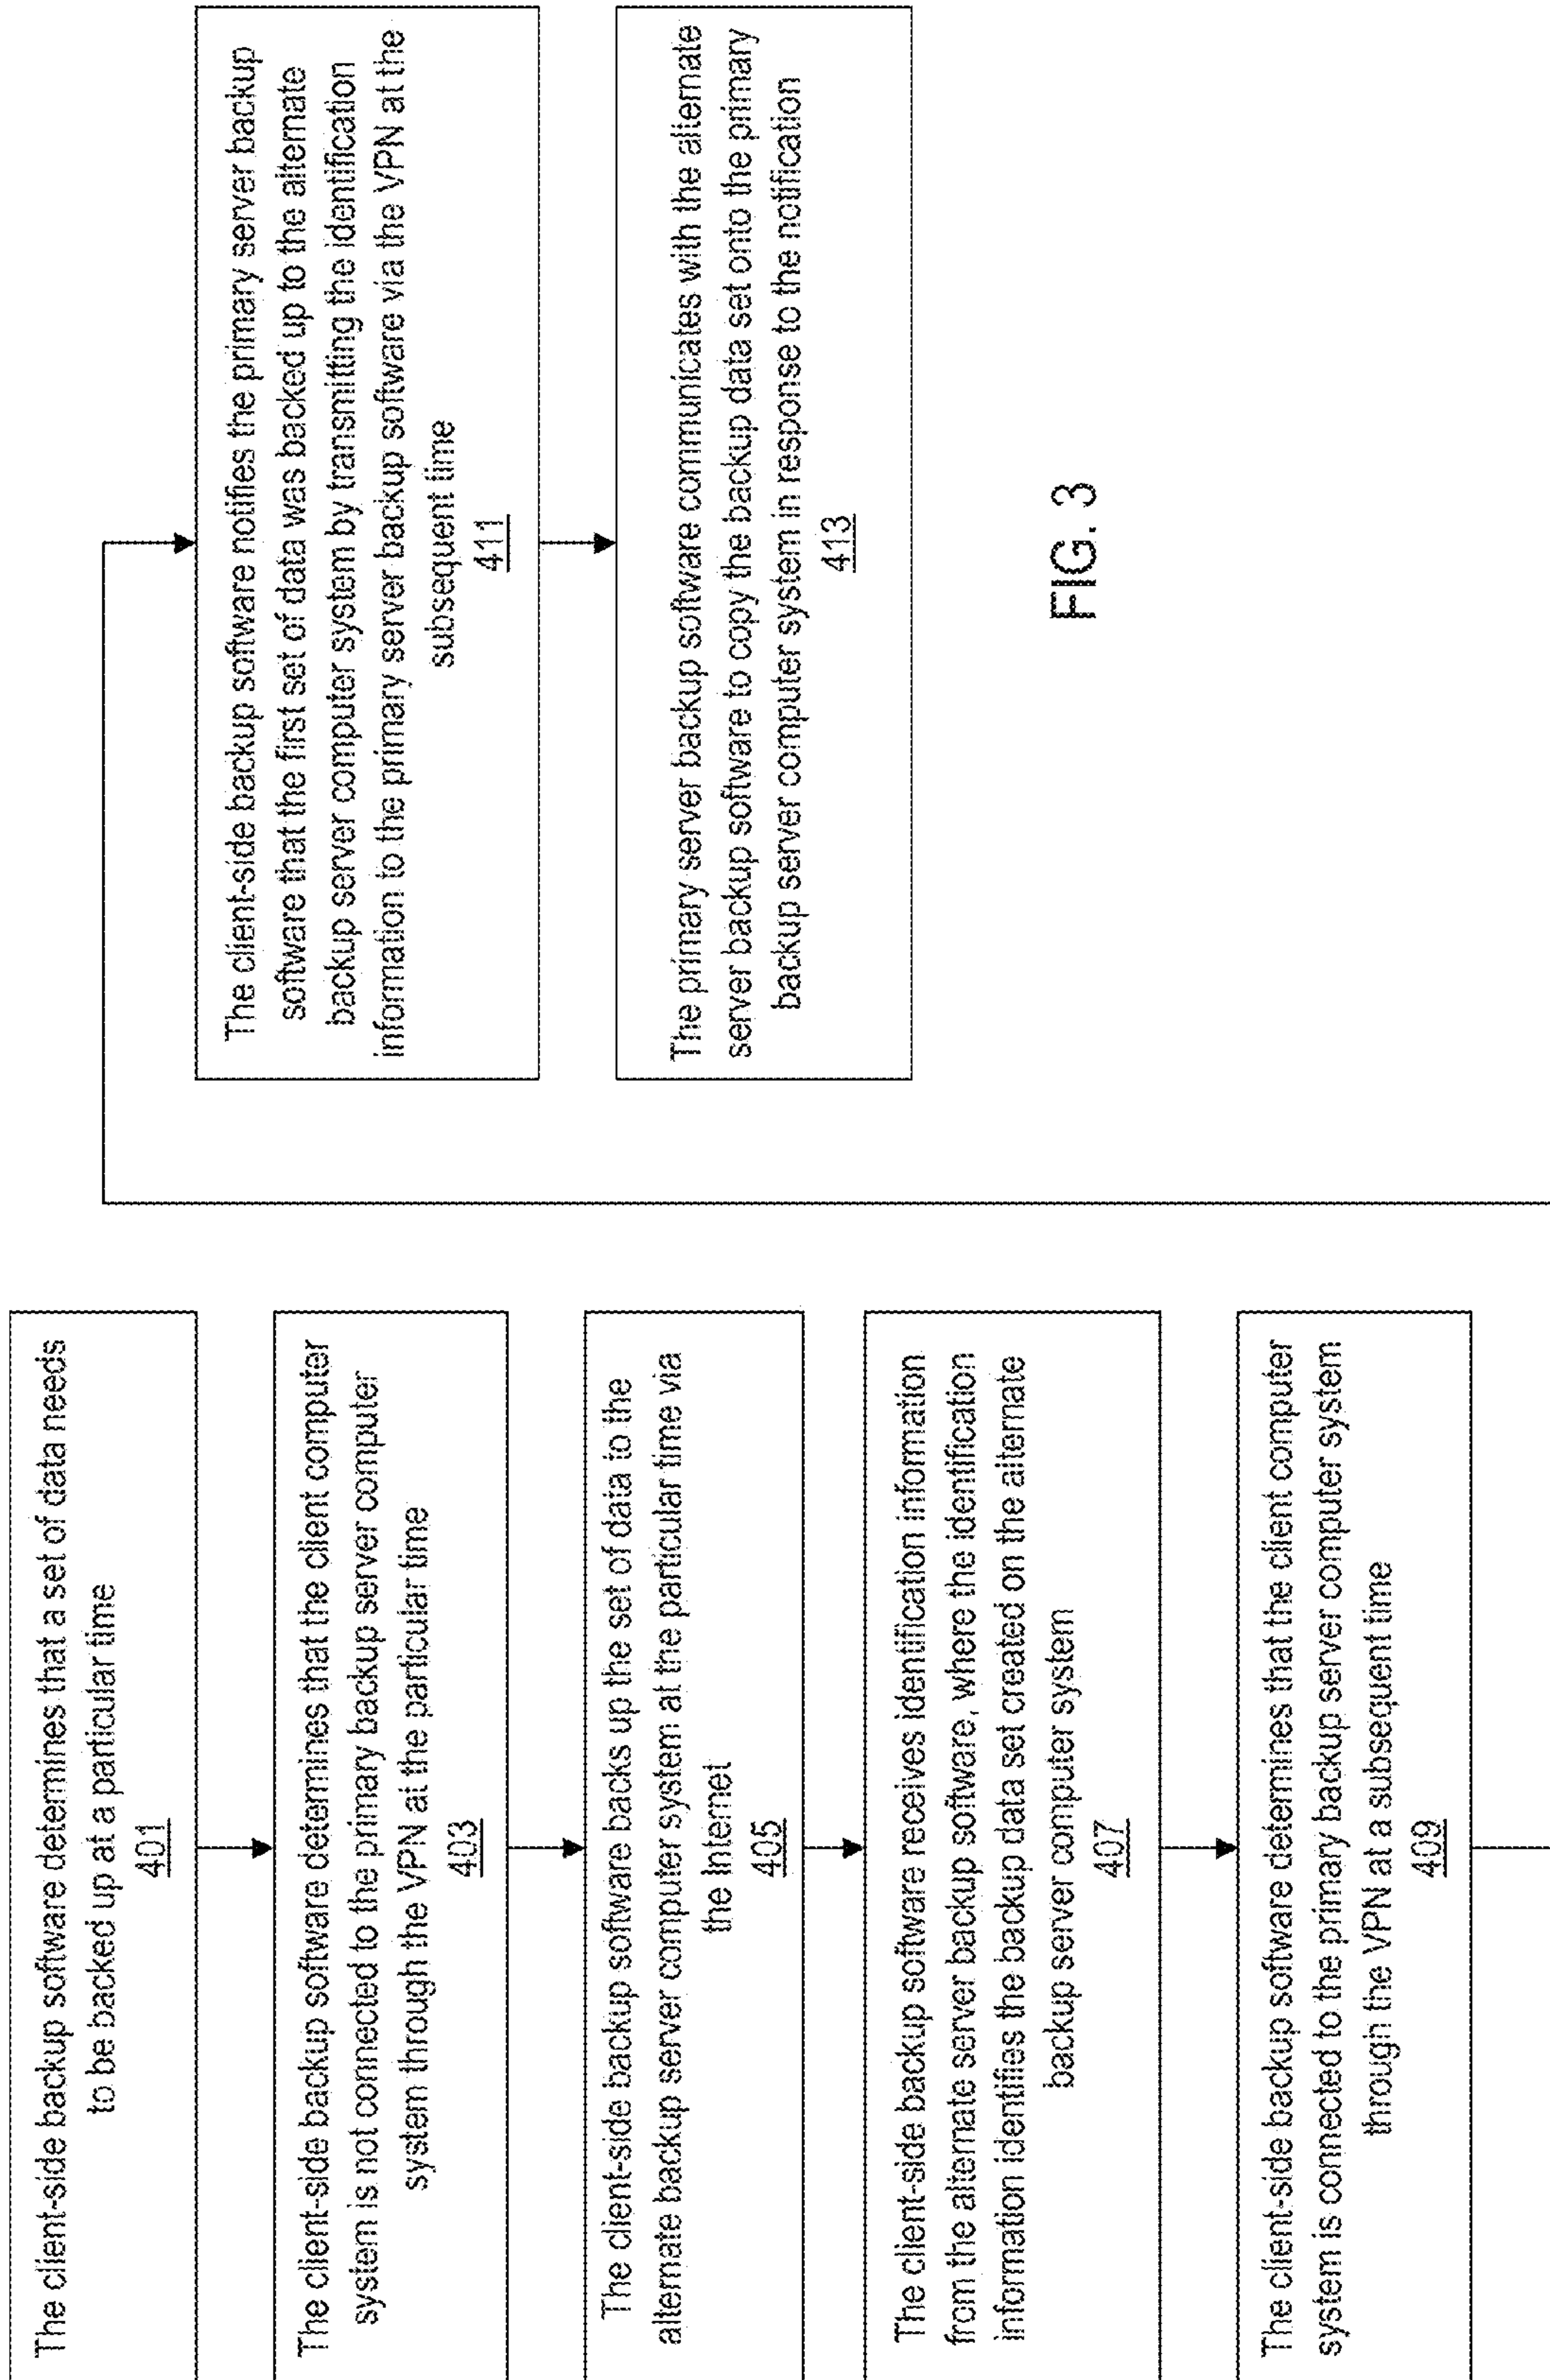 The client-side backup software determines that a set of data needs
to be backed up at a particular time
401
The client-side backup software determines that the client computer
system is not connected to the primary backup server computer
system through the VPN at the particular time
403
The client-side backup software backs up the set of data to the
alternate backup server computer system at the particular time via
the Internet
405
The client-side backup software receives identification information
from the alternate server backup software, where the identification
information identifies the backup data set created on the alternate
backup server computer system
407
The client-side backup software determines that the client computer
system is connected to the primary backup server computer system
through the VPN at a subsequent time
409
The client-side backup software notifies the primary server backup
software that the first set of data was backed up to the alternate
backup server computer system by transmitting the identification
information to the primary server backup software via the VPN at the
subsequent time
411
The primary server backup software communicates with the alternate
server backup software to copy the backup data set onto the primary
backup server computer system in response to the notification
413
FIG. 3